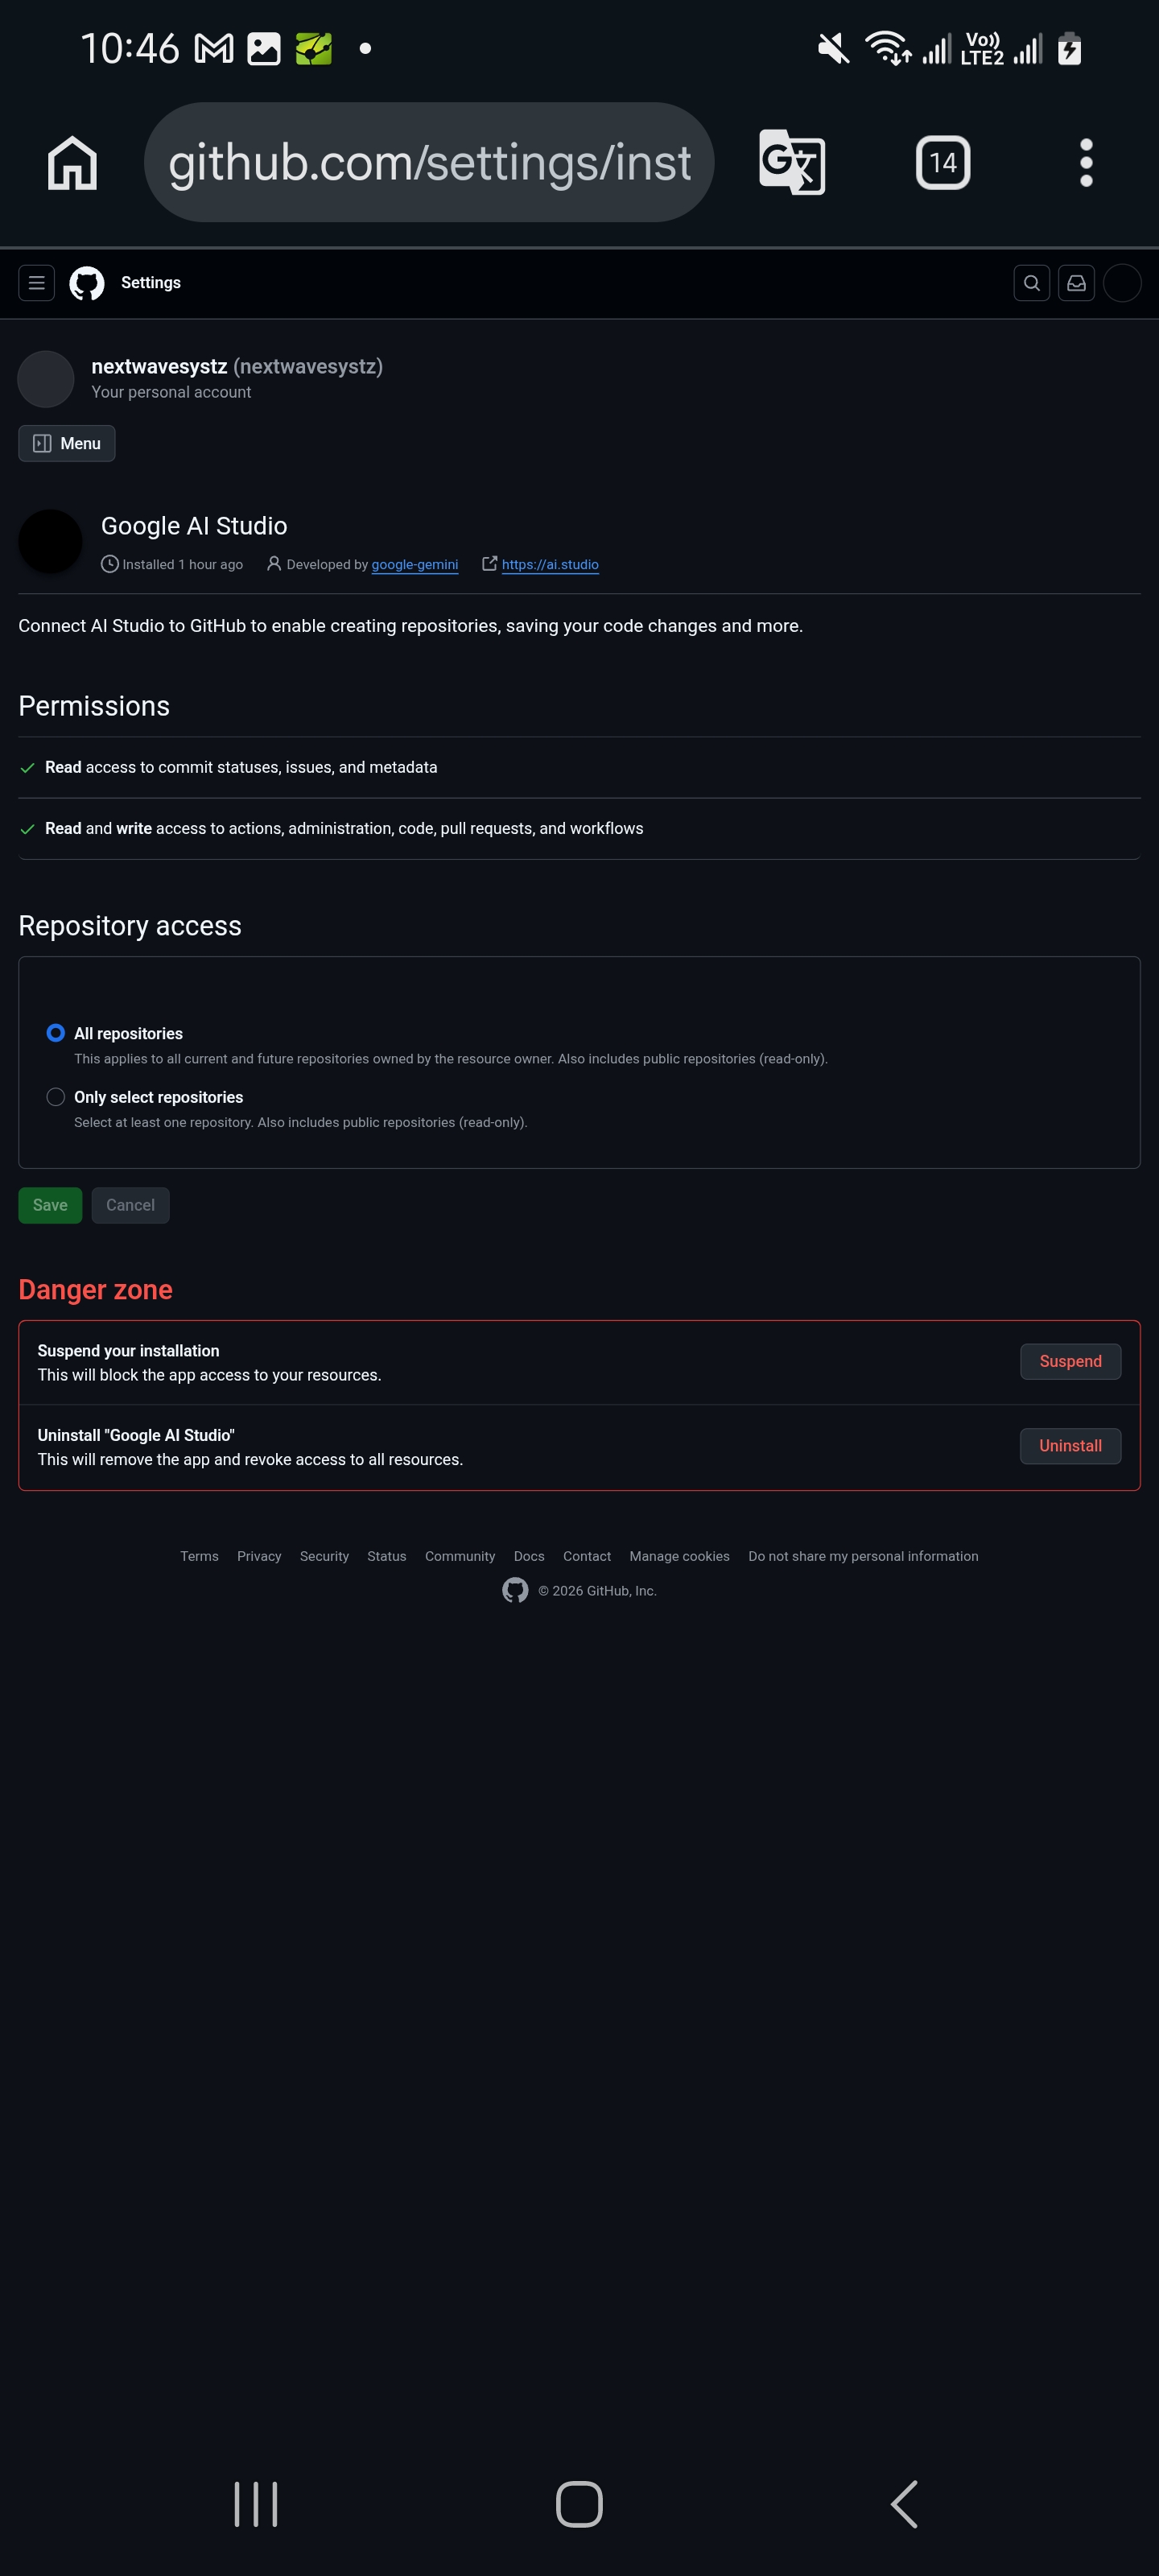 10:46
Vo)) LTE2
github.com/settings/inst
14
Settings
nextwavesystz (nextwavesystz)
Your personal account
Menu
Google AI Studio
Installed 1 hour ago Developed by google-gemini https://ai.studio
Connect AI Studio to GitHub to enable creating repositories, saving your code changes and more.
Permissions
Read access to commit statuses, issues, and metadata
Read and write access to actions, administration, code, pull requests, and workflows
Repository access
All repositories
This applies to all current and future repositories owned by the resource owner. Also includes public repositories (read-only).
Only select repositories
Select at least one repository. Also includes public repositories (read-only).
Save Cancel
Danger zone
Suspend your installation
This will block the app access to your resources.
Suspend
Uninstall "Google AI Studio"
This will remove the app and revoke access to all resources.
Uninstall
Terms Privacy Security Status Community Docs Contact Manage cookies Do not share my personal information
© 2026 GitHub, Inc.